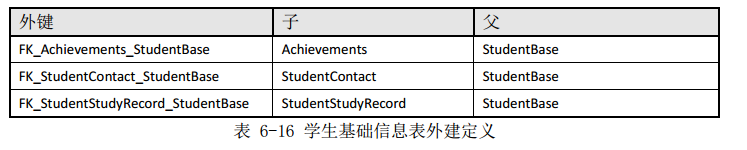 外键 子 父
FK_Achievements_StudentBase Achievements StudentBase
FK_StudentContact_StudentBase StudentContact StudentBase
FK_StudentStudyRecord_StudentBase StudentStudyRecord StudentBase
表 6-16 学生基础信息表外建定义